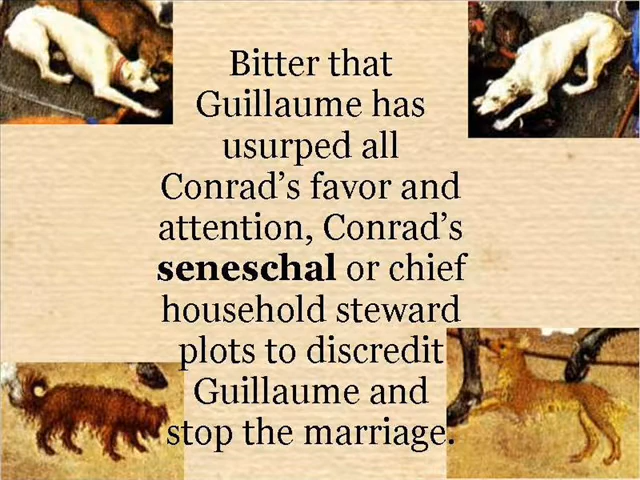 Bitter that
Guillaume has
usurped all
Conrad’s favor and
attention, Conrad’s
seneschal or chief
household steward
plots to discredit
Guillaume and
stop the marriage.